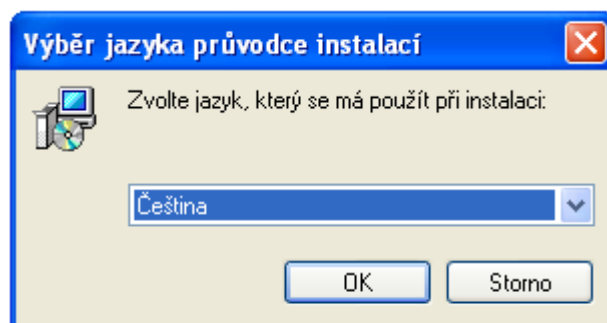 Výběr jazyka průvodce instalací
Zvolte jazyk, který se má použít při instalaci:
Čeština
OK
Storno